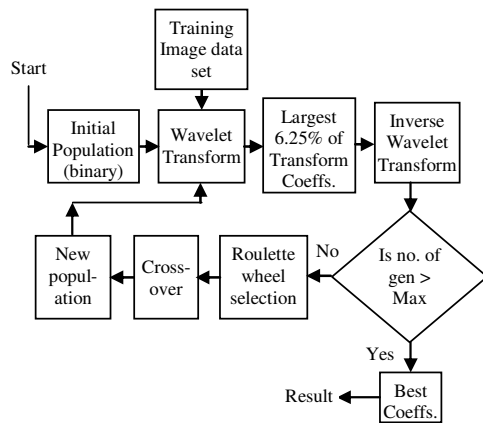 Training
Image data
set
Start
Initial
Population
(binary)
Wavelet
Transform
Largest
6.25% of
Transform
Coeffs.
Inverse
Wavelet
Transform
New
popul-
ation
Cross-
over
Roulette
wheel
selection
No
Is no. of
gen >
Max
Yes
Result
Best
Coeffs.